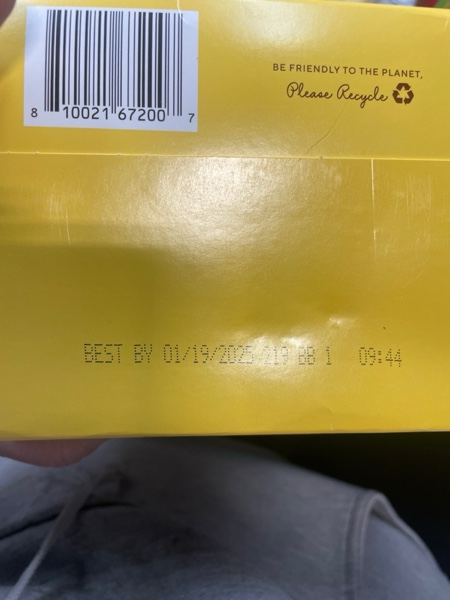 8 10021 67200 7
BE FRIENDLY TO THE PLANET,
Please Recycle
BEST BY 01/19/2025 219 BB 1 09:44